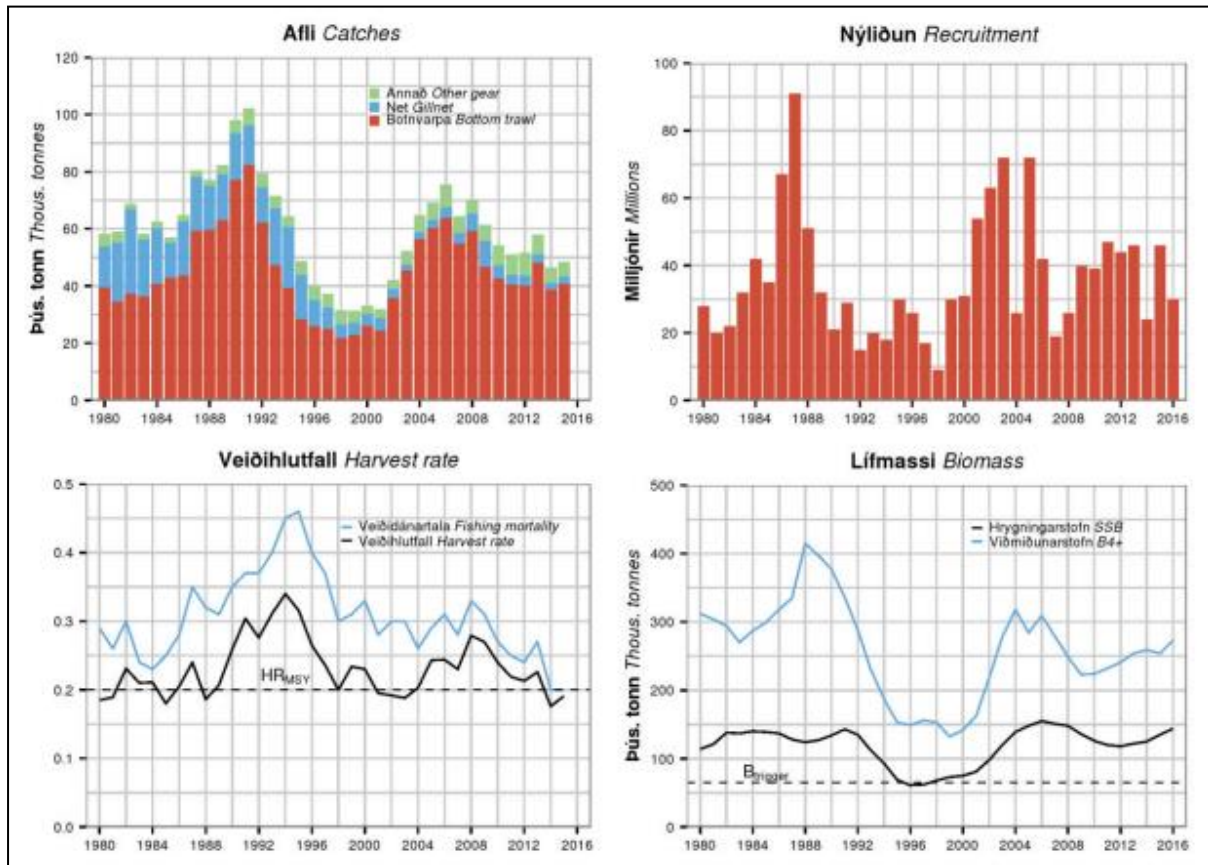 Afli Catches
Þús. tonn Thous. tonnes
120
100
80
60
40
20
0
Annað Other gear
Net Gillnet
Botnvarpa Bottom trawl
1980 1984 1988 1992 1996 2000 2004 2008 2012 2016
Nýliðun Recruitment
Milljónir Millions
100
80
60
40
20
0
1980 1984 1988 1992 1996 2000 2004 2008 2012 2016
Veiðihlutfall Harvest rate
0.5
0.4
0.3
0.2
0.1
0.0
Veiðidánartala Fishing mortality
Veiðihlutfall Harvest rate
HRMSY
1980 1984 1988 1992 1996 2000 2004 2008 2012 2016
Lífmassi Biomass
Þús. tonn Thous. tonnes
500
400
300
200
100
0
Hrygningarstofn SSB
Viðmiðunarstofn B4+
Btrigger
1980 1984 1988 1992 1996 2000 2004 2008 2012 2016